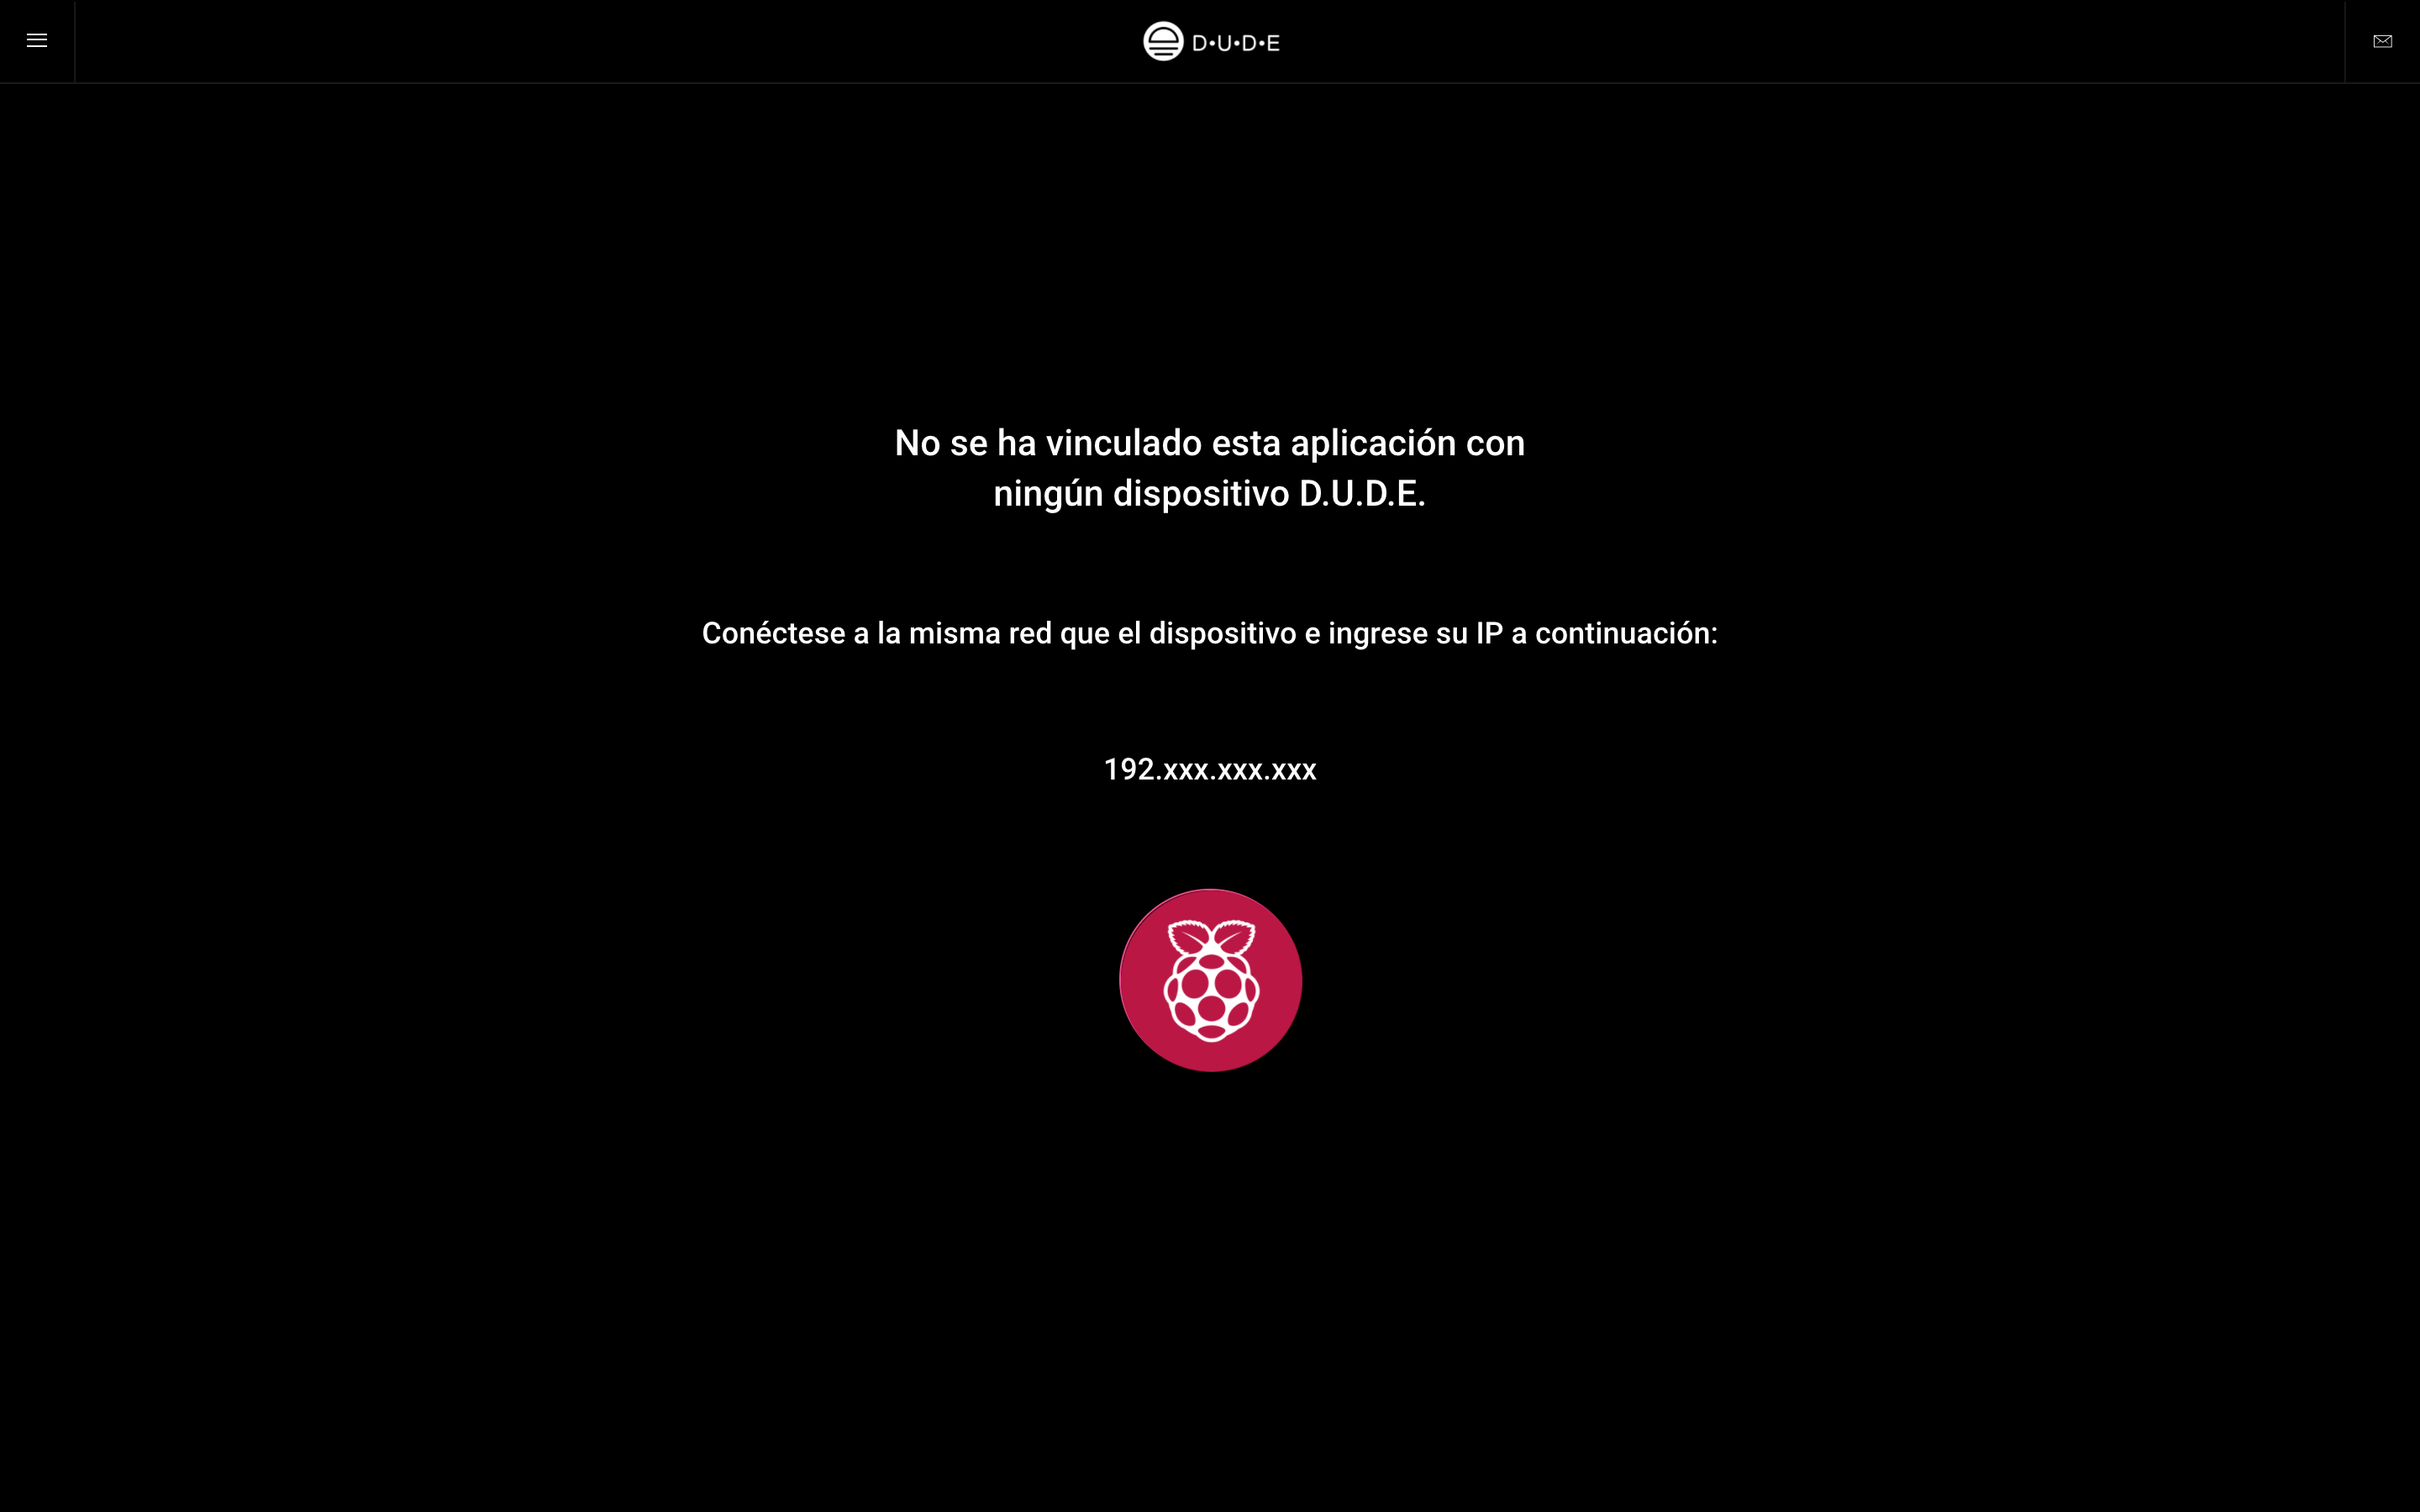 D•U•D•E
No se ha vinculado esta aplicación con
ningún dispositivo D.U.D.E.
Conéctese a la misma red que el dispositivo e ingrese su IP a continuación:
192.xxx.xxx.xxx